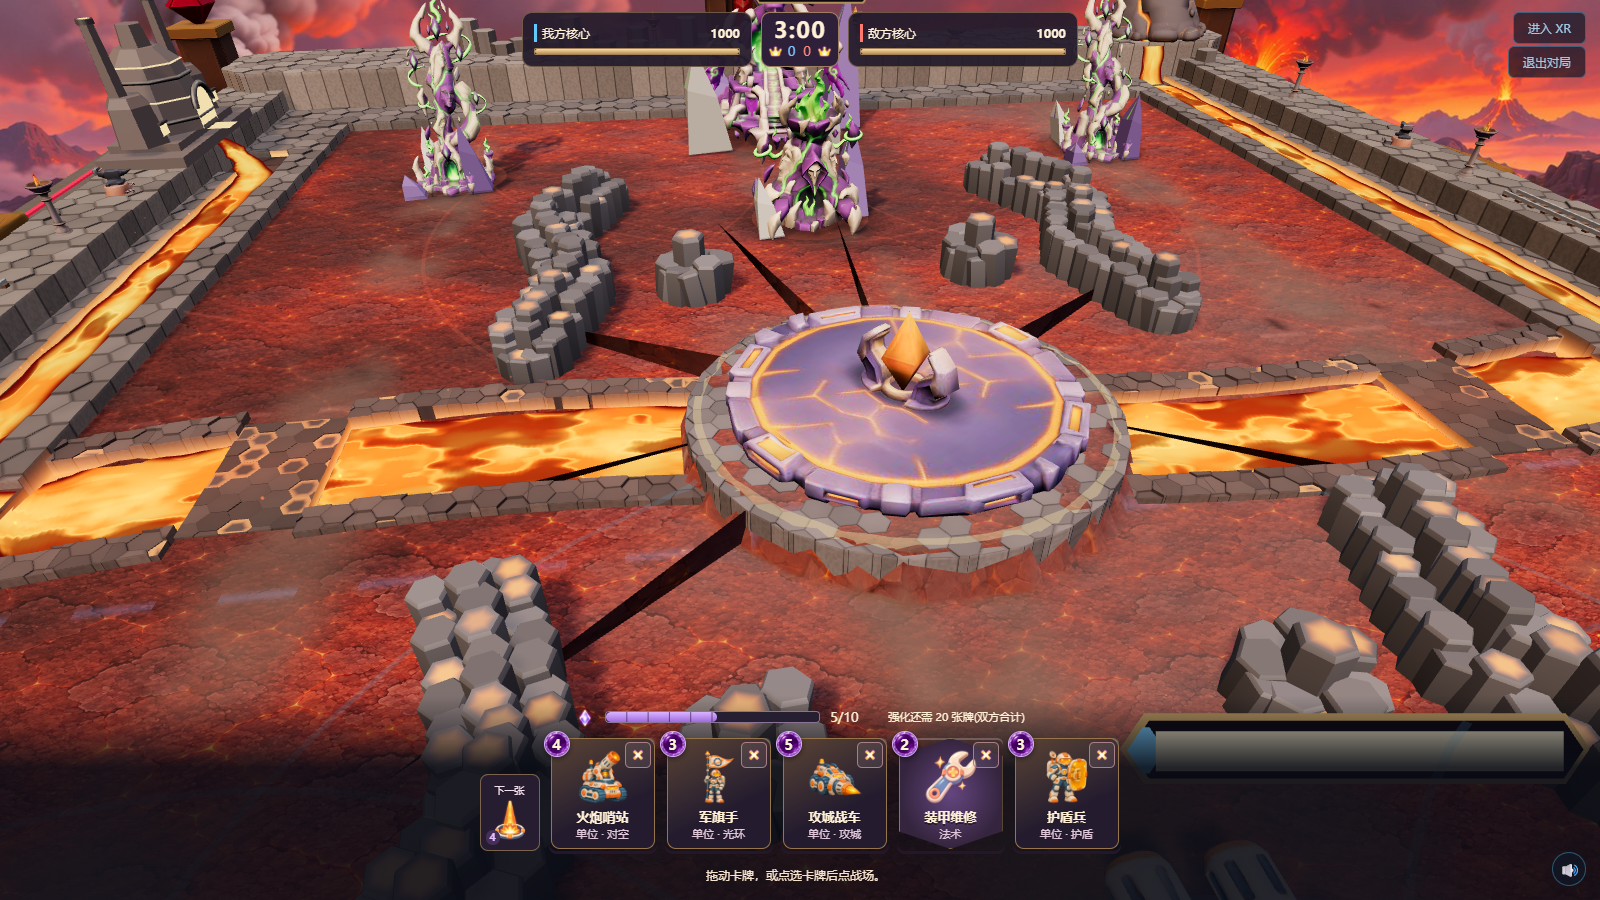 我方核心 1000
3:00
0 0
敌方核心 1000
进入 XR
退出对局
5/10
强化还需 20 张牌(双方合计)
下一张
4
4
火炮哨站
单位 · 对空
3
军旗手
单位 · 光环
5
攻城战车
单位 · 攻城
2
装甲维修
法术
3
护盾兵
单位 · 护盾
拖动卡牌，或点选卡牌后点战场。